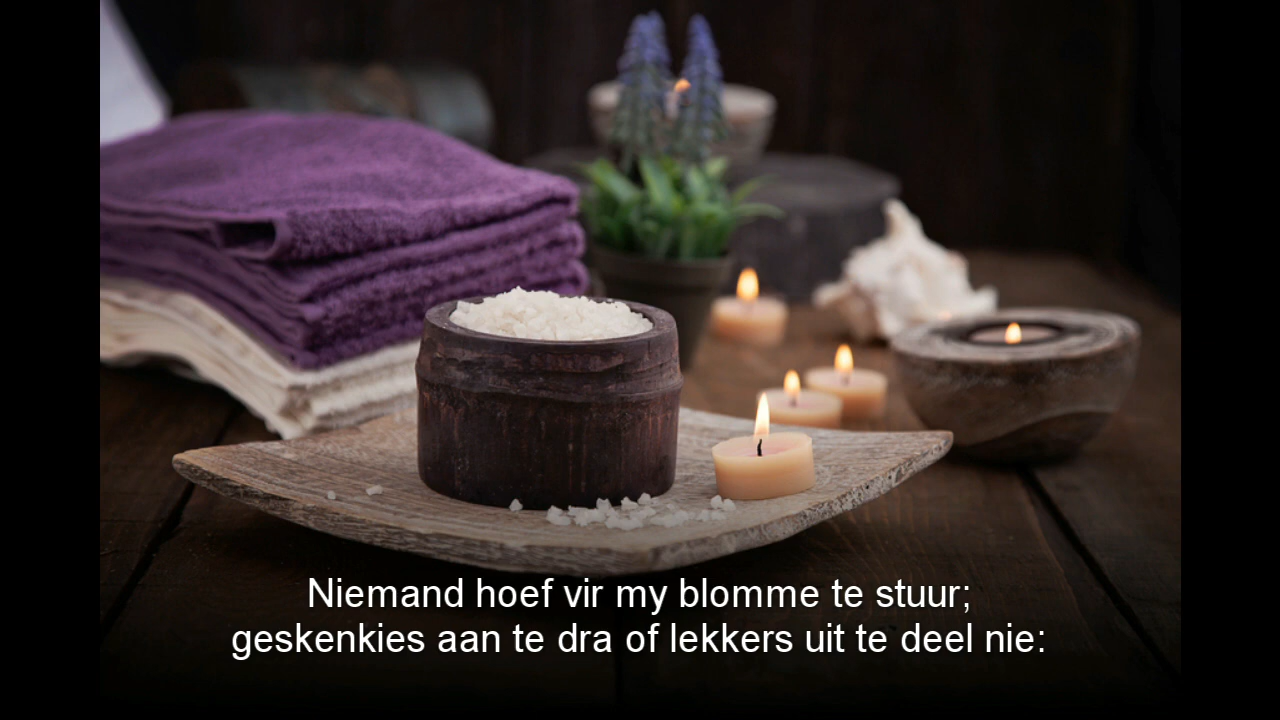 Niemand hoef vir my blomme te stuur;
geskenkies aan te dra of lekkers uit te deel nie: